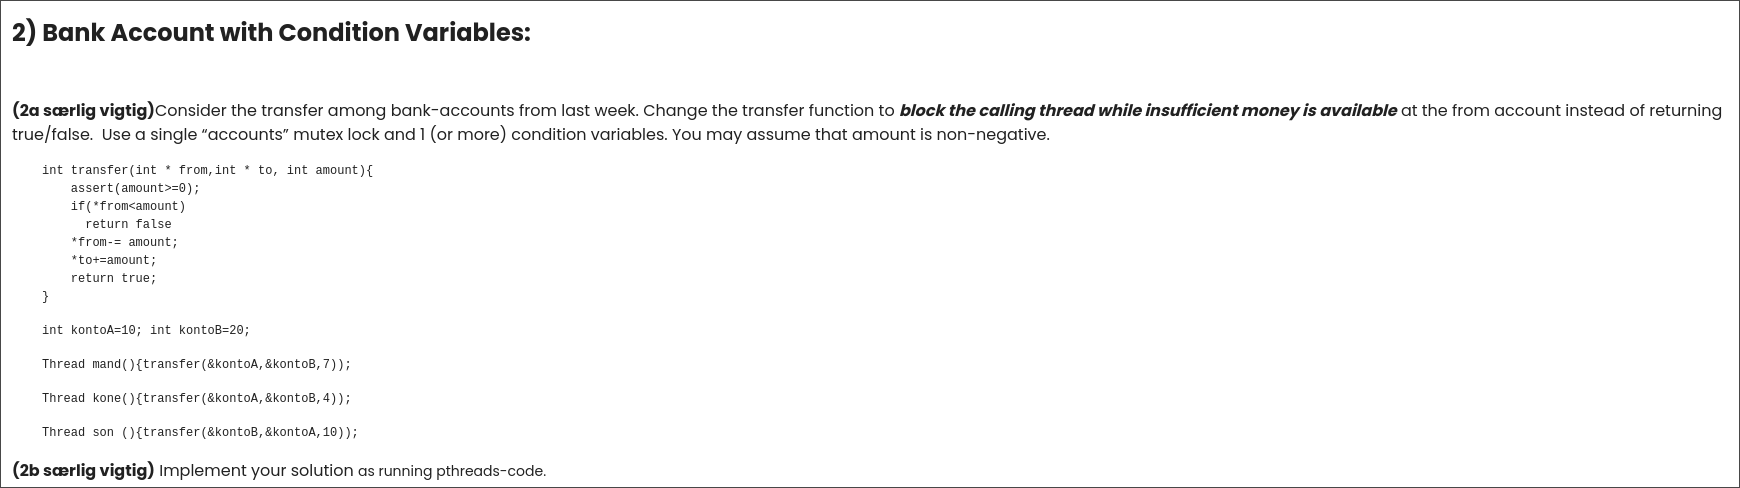 2) Bank Account with Condition Variables:
(2a særlig vigtig)Consider the transfer among bank-accounts from last week. Change the transfer function to block the calling thread while insufficient money is available at the from account instead of returning
true/false.  Use a single “accounts” mutex lock and 1 (or more) condition variables. You may assume that amount is non-negative.
int transfer(int * from,int * to, int amount){
    assert(amount>=0);
    if(*from<amount)
      return false
    *from-= amount;
    *to+=amount;
    return true;
}
int kontoA=10; int kontoB=20;
Thread mand(){transfer(&kontoA,&kontoB,7));
Thread kone(){transfer(&kontoA,&kontoB,4));
Thread son (){transfer(&kontoB,&kontoA,10));
(2b særlig vigtig) Implement your solution as running pthreads-code.